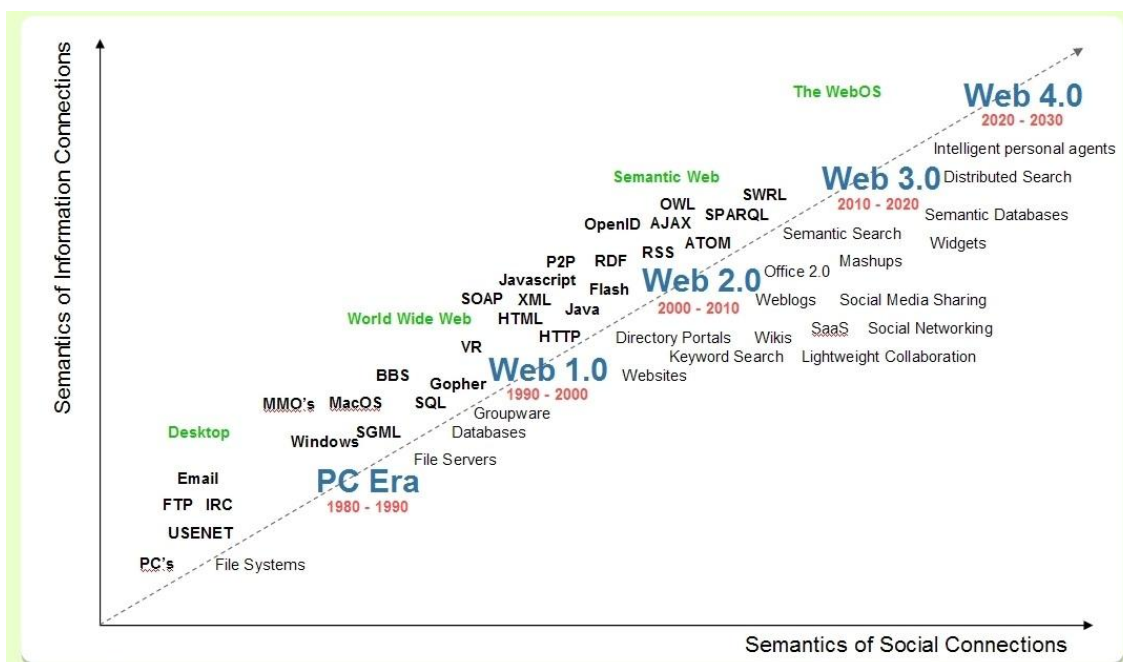 Semantics of Information Connections
The WebOS
Web 4.0
2020 - 2030
Intelligent personal agents
Semantic Web
Web 3.0
Distributed Search
2010 - 2020
SWRL
OWL
SPARQL
Semantic Databases
OpenID
AJAX
Semantic Search
Widgets
ATOM
RSS
P2P
RDF
Mashups
Office 2.0
Javascript
Flash
Web 2.0
2000 - 2010
SOAP
XML
Weblogs
Social Media Sharing
Java
World Wide Web
HTML
HTTP
Directory Portals
Wikis
SaaS
Social Networking
VR
Keyword Search
Lightweight Collaboration
Web 1.0
1990 - 2000
Websites
BBS
Gopher
MMO's
MacOS
SQL
Groupware
Desktop
Windows
SGML
Databases
File Servers
Email
PC Era
1980 - 1990
FTP
IRC
USENET
PC's
File Systems
Semantics of Social Connections